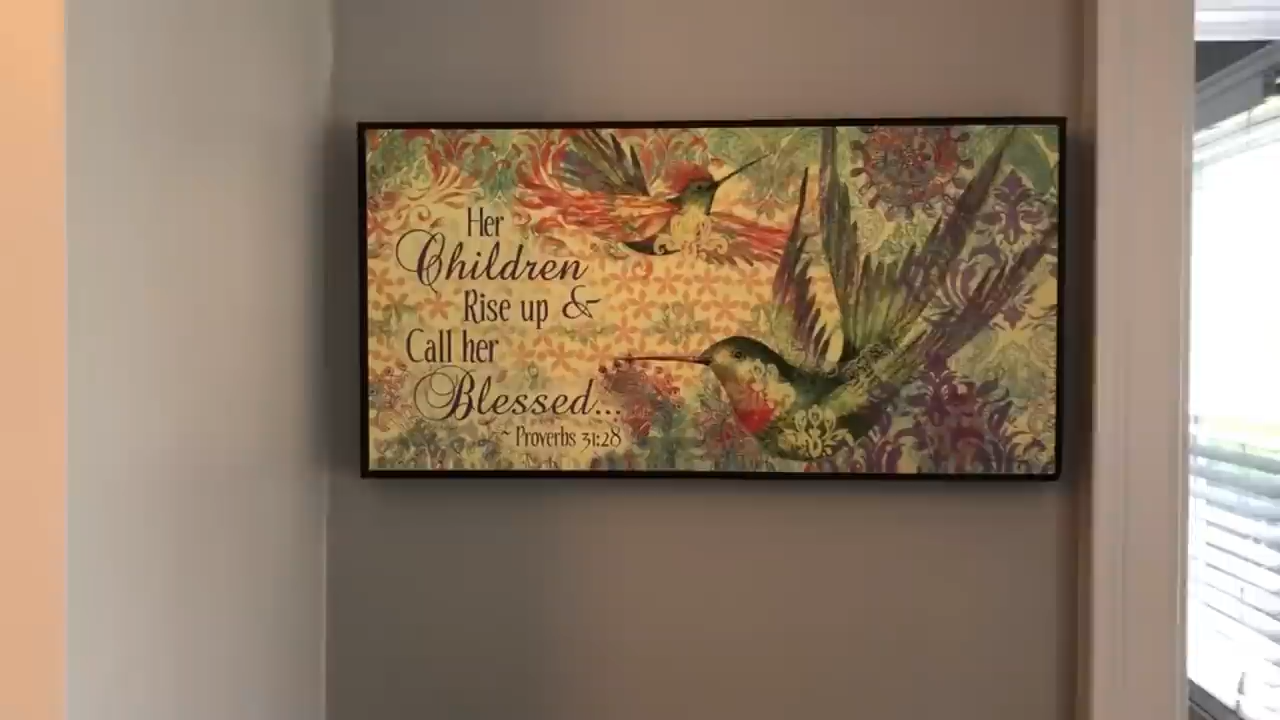 Her
Children
Rise up &
Call her
Blessed...
~ Proverbs 31:28